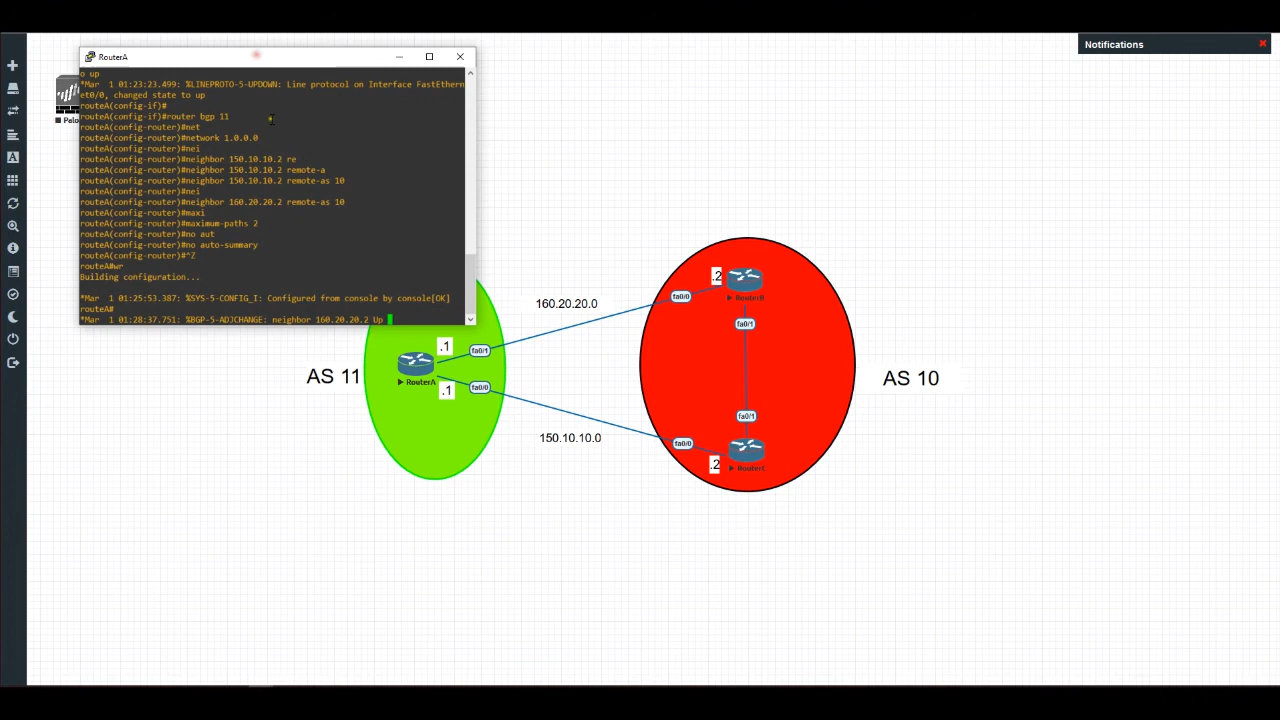 RouterA
o up
*Mar  1 01:23:23.499: %LINEPROTO-5-UPDOWN: Line protocol on Interface FastEthern
et0/0, changed state to up
routeA(config-if)#
routeA(config-if)#router bgp 11
routeA(config-router)#net
routeA(config-router)#network 1.0.0.0
routeA(config-router)#nei
routeA(config-router)#neighbor 150.10.10.2 re
routeA(config-router)#neighbor 150.10.10.2 remote-a
routeA(config-router)#neighbor 150.10.10.2 remote-as 10
routeA(config-router)#nei
routeA(config-router)#neighbor 160.20.20.2 remote-as 10
routeA(config-router)#maxi
routeA(config-router)#maximum-paths 2
routeA(config-router)#no aut
routeA(config-router)#no auto-summary
routeA(config-router)#^Z
routeA#wr
Building configuration...
*Mar  1 01:25:53.387: %SYS-5-CONFIG_I: Configured from console by console[OK]
routeA#
*Mar  1 01:28:37.751: %BGP-5-ADJCHANGE: neighbor 160.20.20.2 Up
Notifications
Palo
.2
fa0/0
RouterB
160.20.20.0
fa0/1
.1
fa0/1
AS 11
RouterA
AS 10
.1
fa0/0
fa0/1
150.10.10.0
fa0/0
.2
RouterC